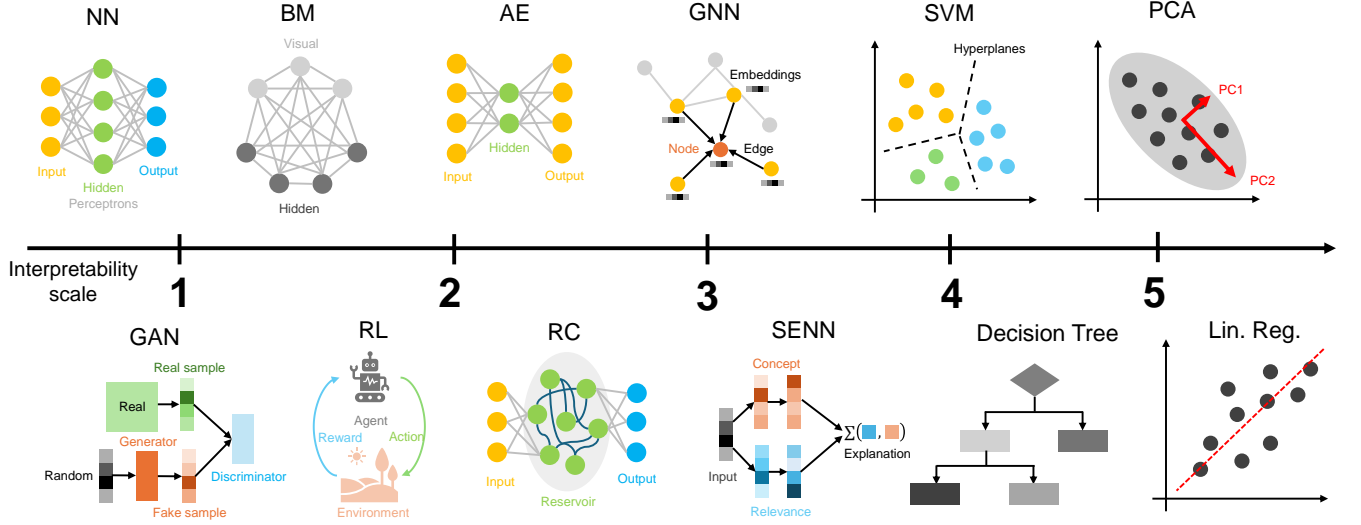 NN
BM
AE
GNN
SVM
PCA
Input
Hidden
Perceptrons
Output
Visual
Hidden
Input
Hidden
Output
Embeddings
Node
Edge
Hyperplanes
PC1
PC2
Interpretability
scale
1
2
3
4
5
GAN
RL
RC
SENN
Decision Tree
Lin. Reg.
Real sample
Real
Generator
Random
Discriminator
Fake sample
Agent
Reward
Action
Environment
Input
Reservoir
Output
Concept
Input
Relevance
Σ( , )
Explanation